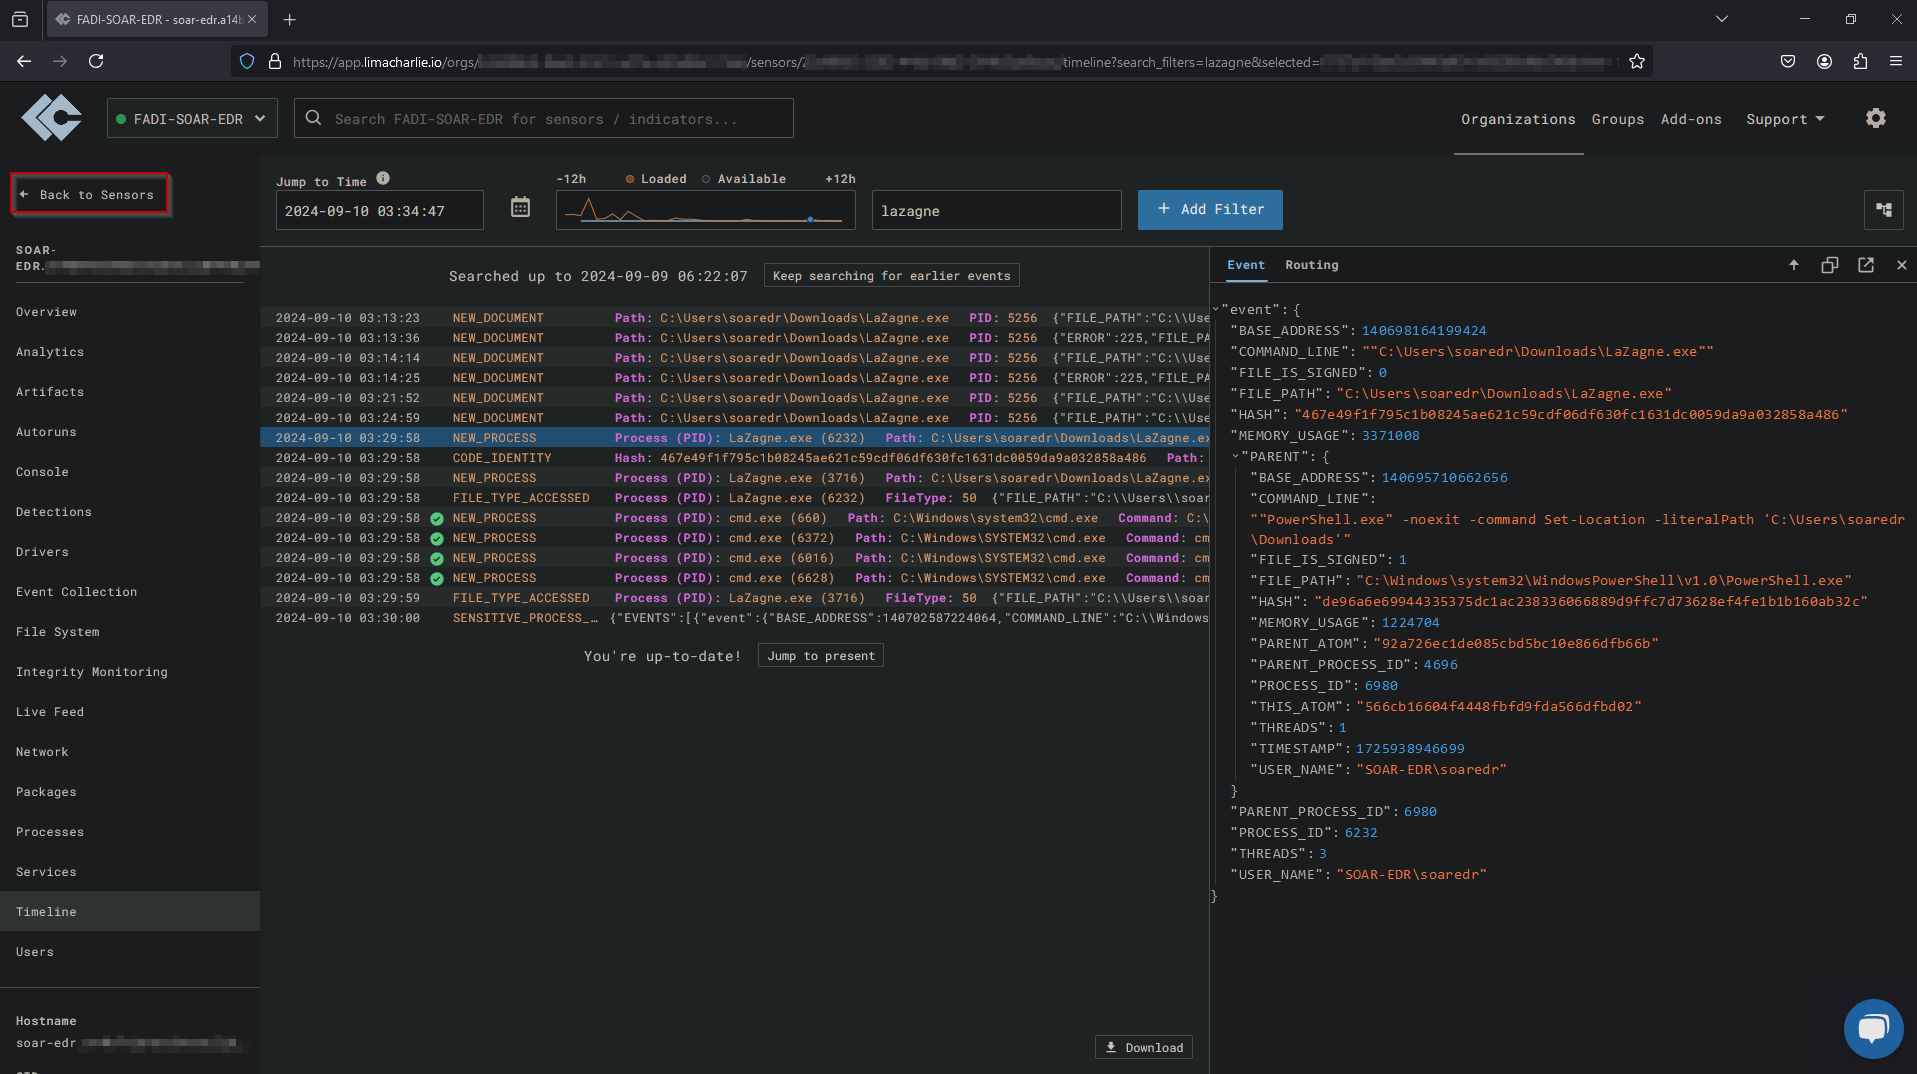 FADI-SOAR-EDR - soar-edr.a14b
https://app.limacharlie.io/orgs/ /sensors/2 timeline?search_filters=lazagne&selected=
FADI-SOAR-EDR
Search FADI-SOAR-EDR for sensors / indicators...
Organizations Groups Add-ons Support
Back to Sensors
SOAR-
EDR.
Overview
Analytics
Artifacts
Autoruns
Console
Detections
Drivers
Event Collection
File System
Integrity Monitoring
Live Feed
Network
Packages
Processes
Services
Timeline
Users
Hostname
soar-edr
Jump to Time
2024-09-10 03:34:47
-12h Loaded Available +12h
lazagne
+ Add Filter
Searched up to 2024-09-09 06:22:07 Keep searching for earlier events
2024-09-10 03:13:23 NEW_DOCUMENT Path: C:\Users\soaredr\Downloads\LaZagne.exe PID: 5256 {"FILE_PATH":"C:\\Use
2024-09-10 03:13:36 NEW_DOCUMENT Path: C:\Users\soaredr\Downloads\LaZagne.exe PID: 5256 {"ERROR":225,"FILE_PA
2024-09-10 03:14:14 NEW_DOCUMENT Path: C:\Users\soaredr\Downloads\LaZagne.exe PID: 5256 {"FILE_PATH":"C:\\Use
2024-09-10 03:14:25 NEW_DOCUMENT Path: C:\Users\soaredr\Downloads\LaZagne.exe PID: 5256 {"ERROR":225,"FILE_PA
2024-09-10 03:21:52 NEW_DOCUMENT Path: C:\Users\soaredr\Downloads\LaZagne.exe PID: 5256 {"FILE_PATH":"C:\\Use
2024-09-10 03:24:59 NEW_DOCUMENT Path: C:\Users\soaredr\Downloads\LaZagne.exe PID: 5256 {"FILE_PATH":"C:\\Use
2024-09-10 03:29:58 NEW_PROCESS Process (PID): LaZagne.exe (6232) Path: C:\Users\soaredr\Downloads\LaZagne.ex
2024-09-10 03:29:58 CODE_IDENTITY Hash: 467e49f1f795c1b08245ae621c59cdf06df630fc1631dc0059da9a032858a486 Path:
2024-09-10 03:29:58 NEW_PROCESS Process (PID): LaZagne.exe (3716) Path: C:\Users\soaredr\Downloads\LaZagne.ex
2024-09-10 03:29:58 FILE_TYPE_ACCESSED Process (PID): LaZagne.exe (6232) FileType: 50 {"FILE_PATH":"C:\\Users\\soar
2024-09-10 03:29:58 NEW_PROCESS Process (PID): cmd.exe (660) Path: C:\Windows\system32\cmd.exe Command: C:\
2024-09-10 03:29:58 NEW_PROCESS Process (PID): cmd.exe (6372) Path: C:\Windows\SYSTEM32\cmd.exe Command: cm
2024-09-10 03:29:58 NEW_PROCESS Process (PID): cmd.exe (6016) Path: C:\Windows\SYSTEM32\cmd.exe Command: cm
2024-09-10 03:29:58 NEW_PROCESS Process (PID): cmd.exe (6628) Path: C:\Windows\SYSTEM32\cmd.exe Command: cm
2024-09-10 03:29:59 FILE_TYPE_ACCESSED Process (PID): LaZagne.exe (3716) FileType: 50 {"FILE_PATH":"C:\\Users\\soar
2024-09-10 03:30:00 SENSITIVE_PROCESS_… {"EVENTS":[{"event":{"BASE_ADDRESS":140702587224064,"COMMAND_LINE":"C:\\Windows
You're up-to-date! Jump to present
Download
Event Routing
"event": {
"BASE_ADDRESS": 140698164199424
"COMMAND_LINE": ""C:\Users\soaredr\Downloads\LaZagne.exe""
"FILE_IS_SIGNED": 0
"FILE_PATH": "C:\Users\soaredr\Downloads\LaZagne.exe"
"HASH": "467e49f1f795c1b08245ae621c59cdf06df630fc1631dc0059da9a032858a486"
"MEMORY_USAGE": 3371008
"PARENT": {
"BASE_ADDRESS": 140695710662656
"COMMAND_LINE":
""PowerShell.exe" -noexit -command Set-Location -literalPath 'C:\Users\soaredr
\Downloads'"
"FILE_IS_SIGNED": 1
"FILE_PATH": "C:\Windows\system32\WindowsPowerShell\v1.0\PowerShell.exe"
"HASH": "de96a6e69944335375dc1ac238336066889d9ffc7d73628ef4fe1b1b160ab32c"
"MEMORY_USAGE": 1224704
"PARENT_ATOM": "92a726ec1de085cbd5bc10e866dfb66b"
"PARENT_PROCESS_ID": 4696
"PROCESS_ID": 6980
"THIS_ATOM": "566cb16604f4448fbfd9fda566dfbd02"
"THREADS": 1
"TIMESTAMP": 1725938946699
"USER_NAME": "SOAR-EDR\soaredr"
}
"PARENT_PROCESS_ID": 6980
"PROCESS_ID": 6232
"THREADS": 3
"USER_NAME": "SOAR-EDR\soaredr"
}